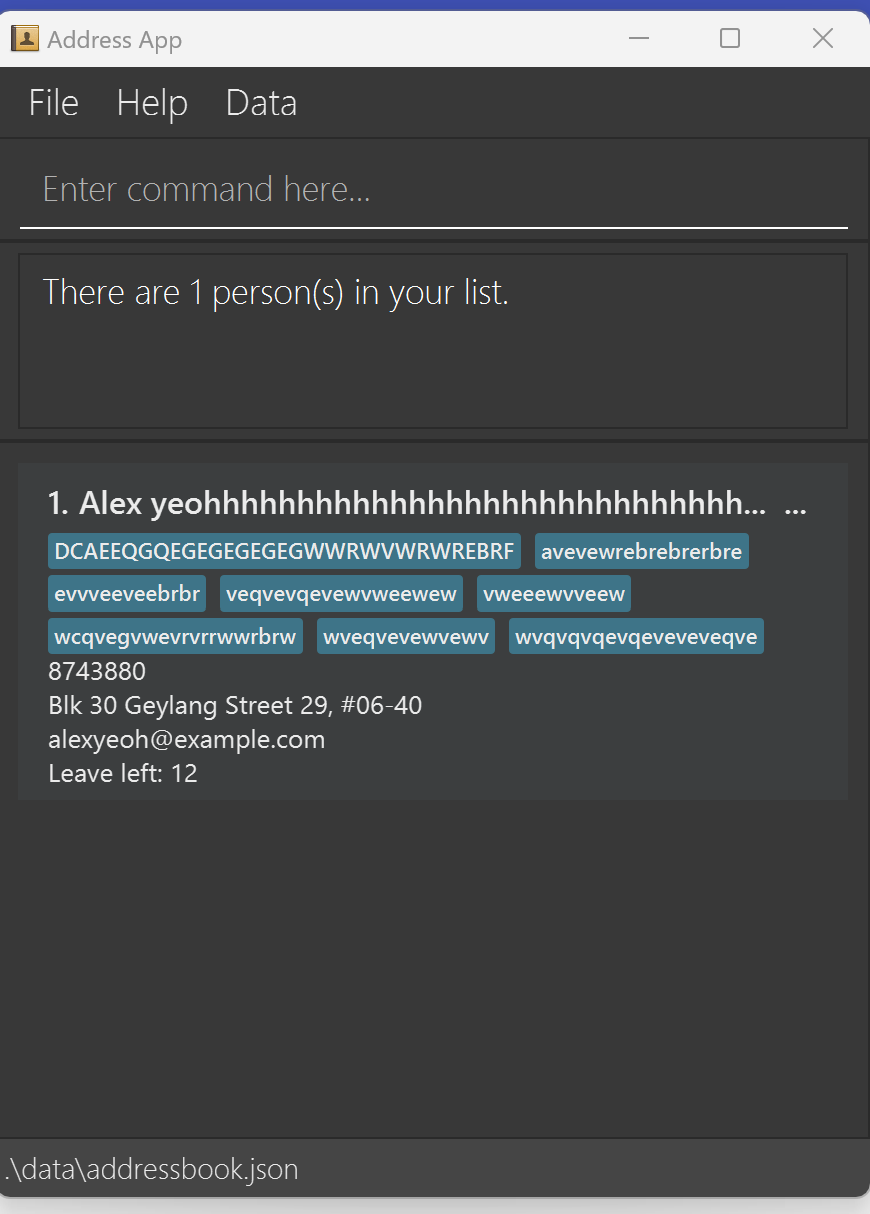 Address App
File Help Data
Enter command here...
There are 1 person(s) in your list.
1. Alex yeohhhhhhhhhhhhhhhhhhhhhhhhhhhhhh... ...
DCAEEQGQEGEGEGEGEGWWRWVWRWREBRF avevewrebrebrerbre
evvveeveebrbr veqvevqevewvweewew vweeewvveew
wcqvegvwevrvrrwwrbrw wveqvevewvewv wvqvqvqevqeveveveqve
8743880
Blk 30 Geylang Street 29, #06-40
alexyeoh@example.com
Leave left: 12
.\data\addressbook.json